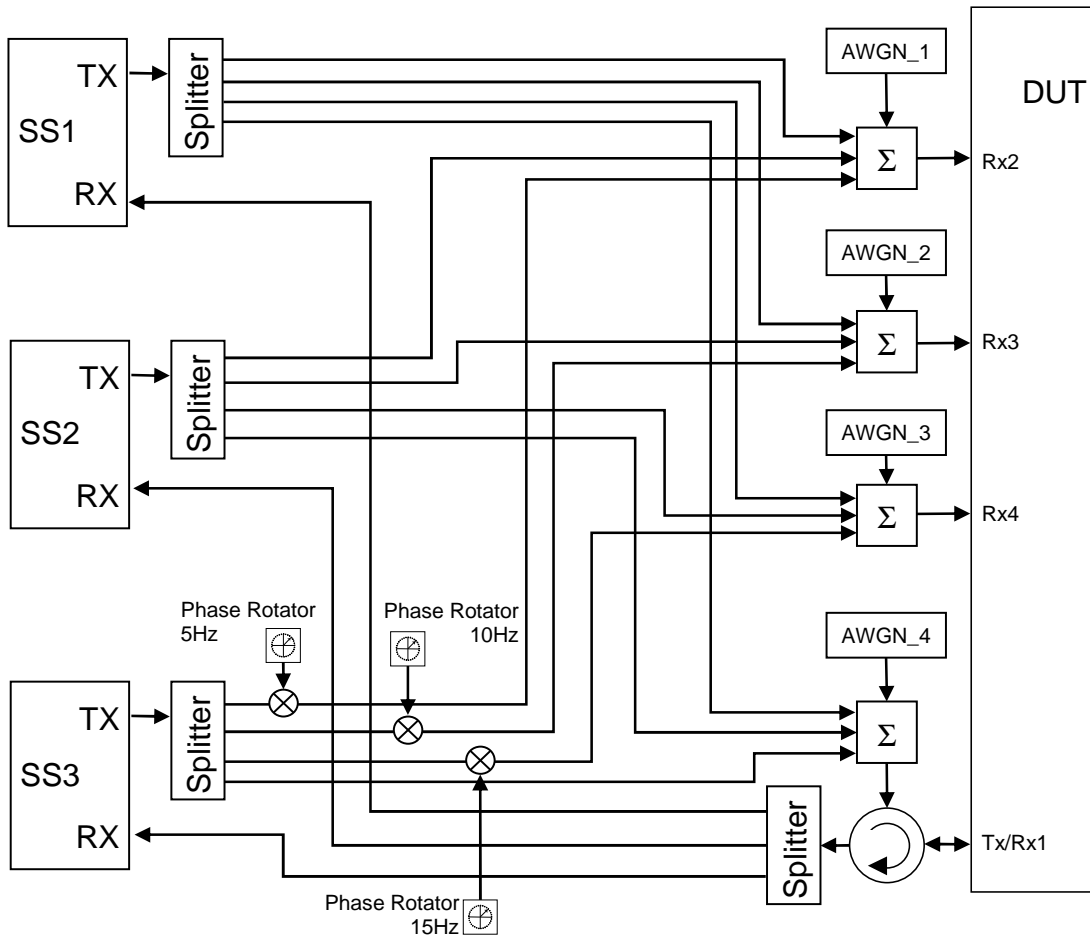 TX
SS1
RX
Splitter
AWGN_1
Σ
DUT
Rx2
AWGN_2
Σ
Rx3
TX
SS2
RX
Splitter
AWGN_3
Σ
Rx4
Phase Rotator
5Hz
Phase Rotator
10Hz
AWGN_4
Σ
TX
SS3
RX
Splitter
Splitter
Tx/Rx1
Phase Rotator
15Hz